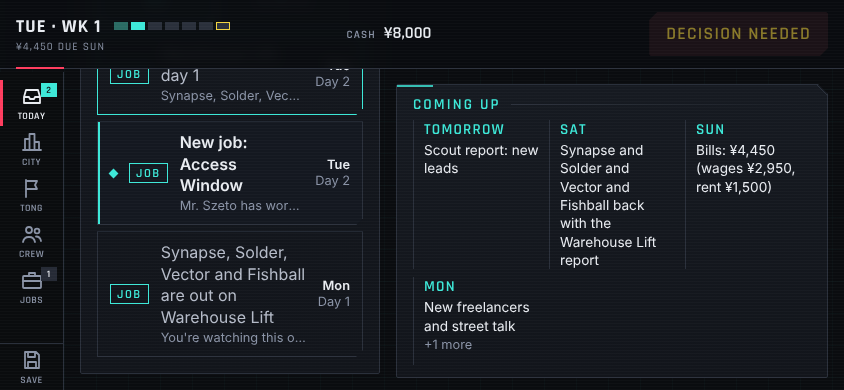 TUE · WK 1
¥4,450 DUE SUN
CASH ¥8,000
DECISION NEEDED
2
TODAY
CITY
TONG
CREW
1
JOBS
SAVE
JOB
day 1
Day 2
Synapse, Solder, Vec...
JOB
New job:
Access
Window
Tue
Day 2
Mr. Szeto has wor...
JOB
Synapse, Solder,
Vector and Fishball
are out on
Warehouse Lift
Mon
Day 1
You're watching this o...
COMING UP
TOMORROW
Scout report: new
leads
SAT
Synapse and
Solder and
Vector and
Fishball back
with the
Warehouse Lift
report
SUN
Bills: ¥4,450
(wages ¥2,950,
rent ¥1,500)
MON
New freelancers
and street talk
+1 more